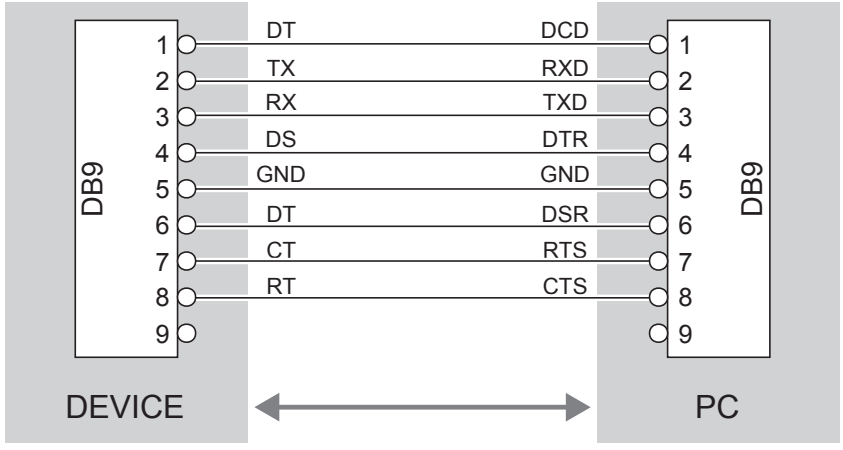 1 DT DCD 1
2 TX RXD 2
3 RX TXD 3
4 DS DTR 4
5 GND GND 5
6 DT DSR 6
7 CT RTS 7
8 RT CTS 8
9 9
DB9 DB9
DEVICE PC